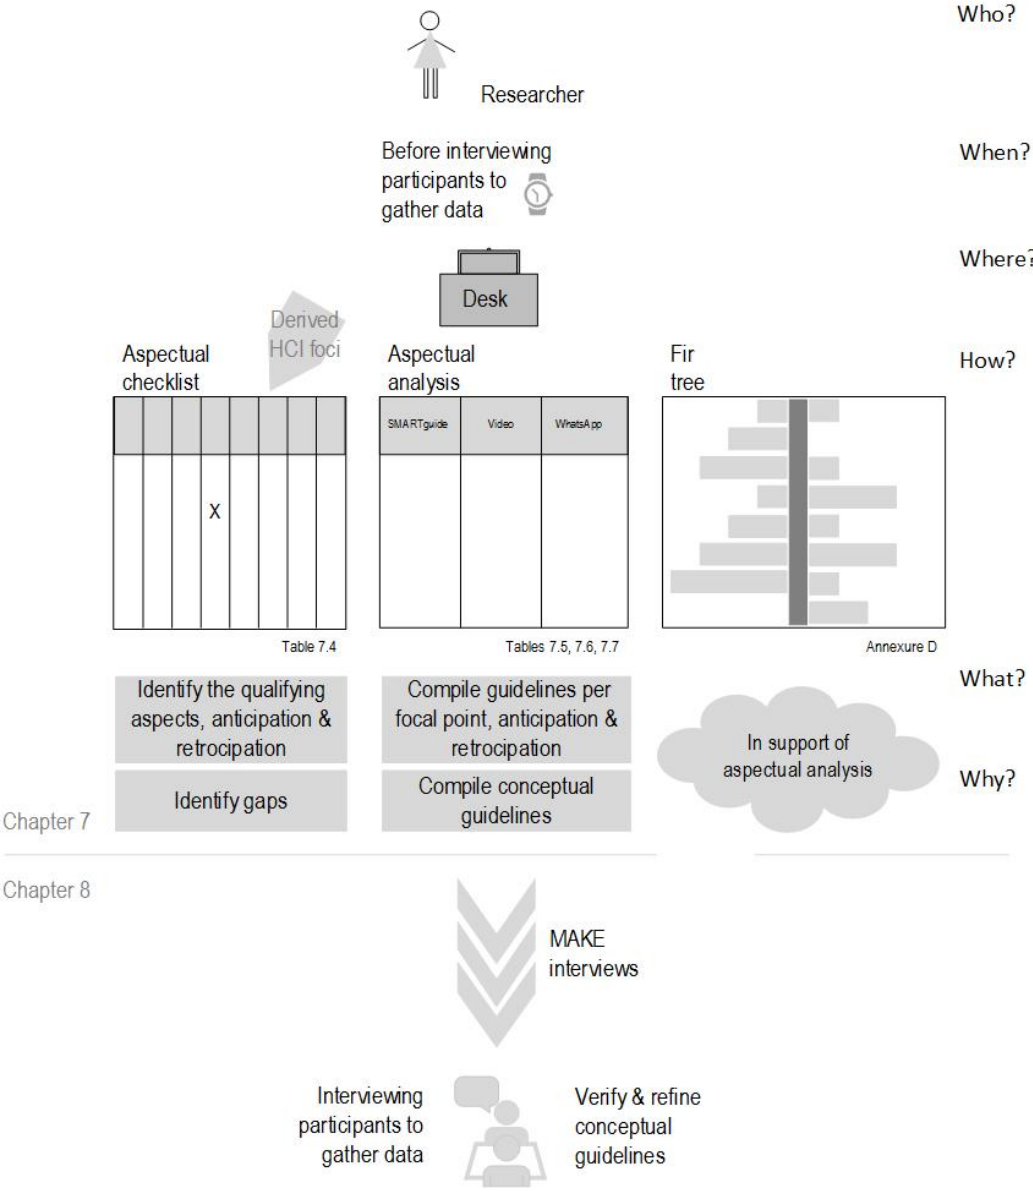 Who?
Researcher
When?
Before interviewing
participants to
gather data
Where?
Desk
Derived
HCI foci
How?
Aspectual
checklist
Aspectual
analysis
Fir
tree
SMARTguide
Video
WhatsApp
X
Table 7.4
Tables 7.5, 7.6, 7.7
Annexure D
What?
Identify the qualifying
aspects, anticipation &
retrocipation
Compile guidelines per
focal point, anticipation &
retrocipation
In support of
aspectual analysis
Why?
Identify gaps
Compile conceptual
guidelines
Chapter 7
Chapter 8
MAKE
interviews
Interviewing
participants to
gather data
Verify & refine
conceptual
guidelines